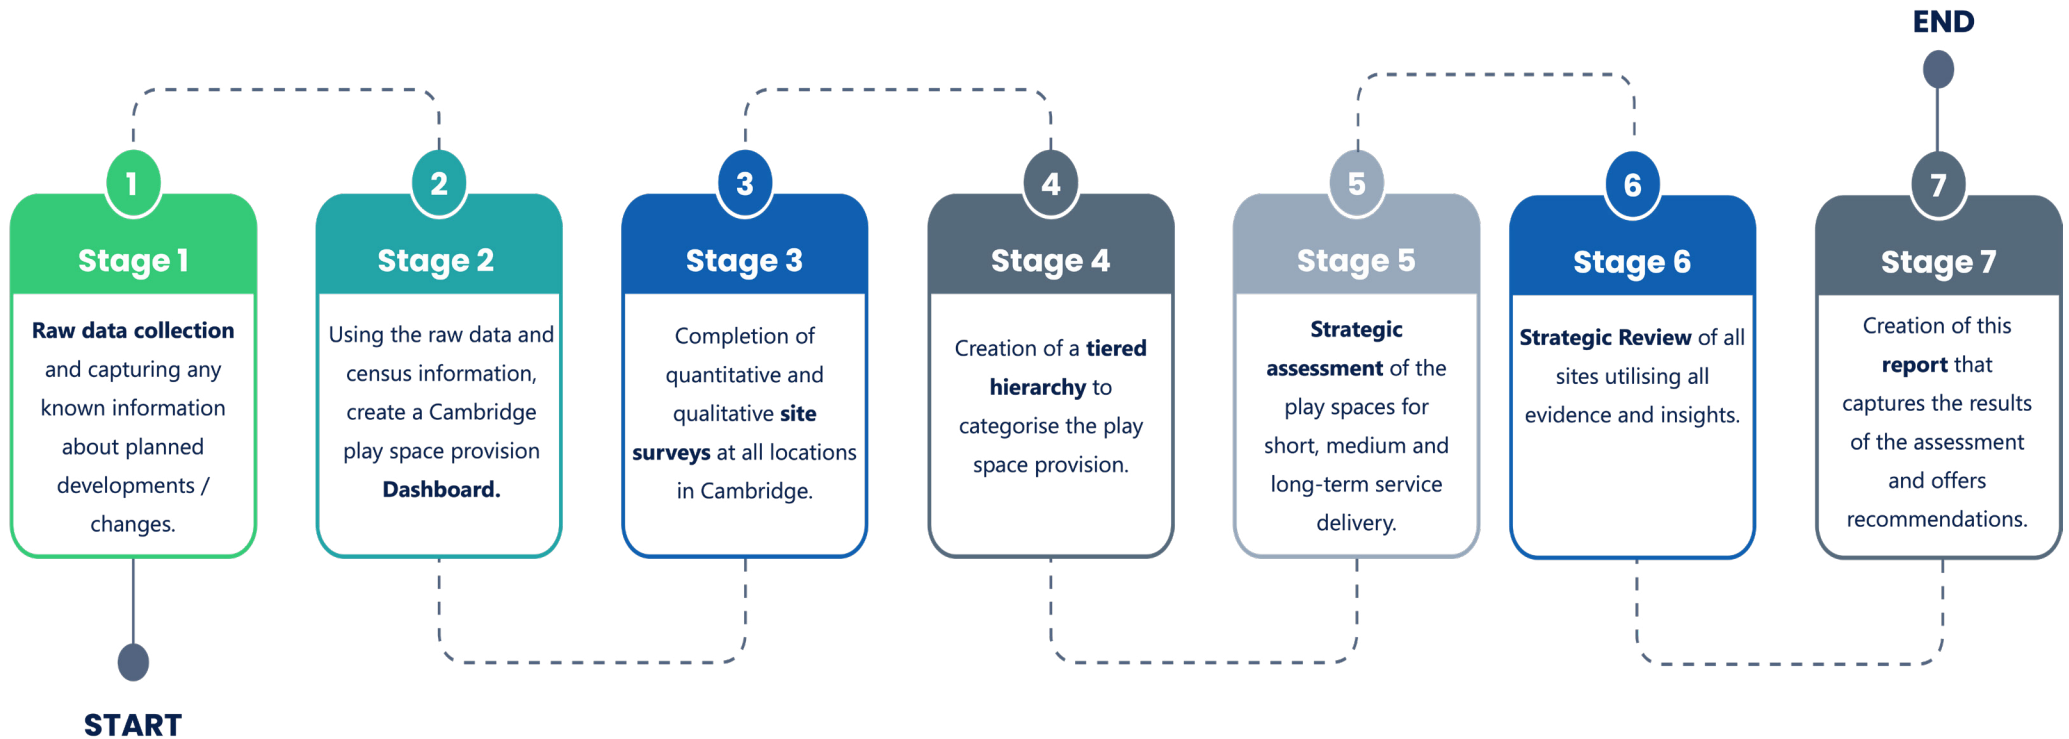 END
1
Stage 1
Raw data collection
and capturing any
known information
about planned
developments /
changes.
START
2
Stage 2
Using the raw data and
census information,
create a Cambridge
play space provision
Dashboard.
3
Stage 3
Completion of
quantitative and
qualitative site
surveys at all locations
in Cambridge.
4
Stage 4
Creation of a tiered
hierarchy to
categorise the play
space provision.
5
Stage 5
Strategic
assessment of the
play spaces for
short, medium and
long-term service
delivery.
6
Stage 6
Strategic Review of all
sites utilising all
evidence and insights.
7
Stage 7
Creation of this
report that
captures the results
of the assessment
and offers
recommendations.